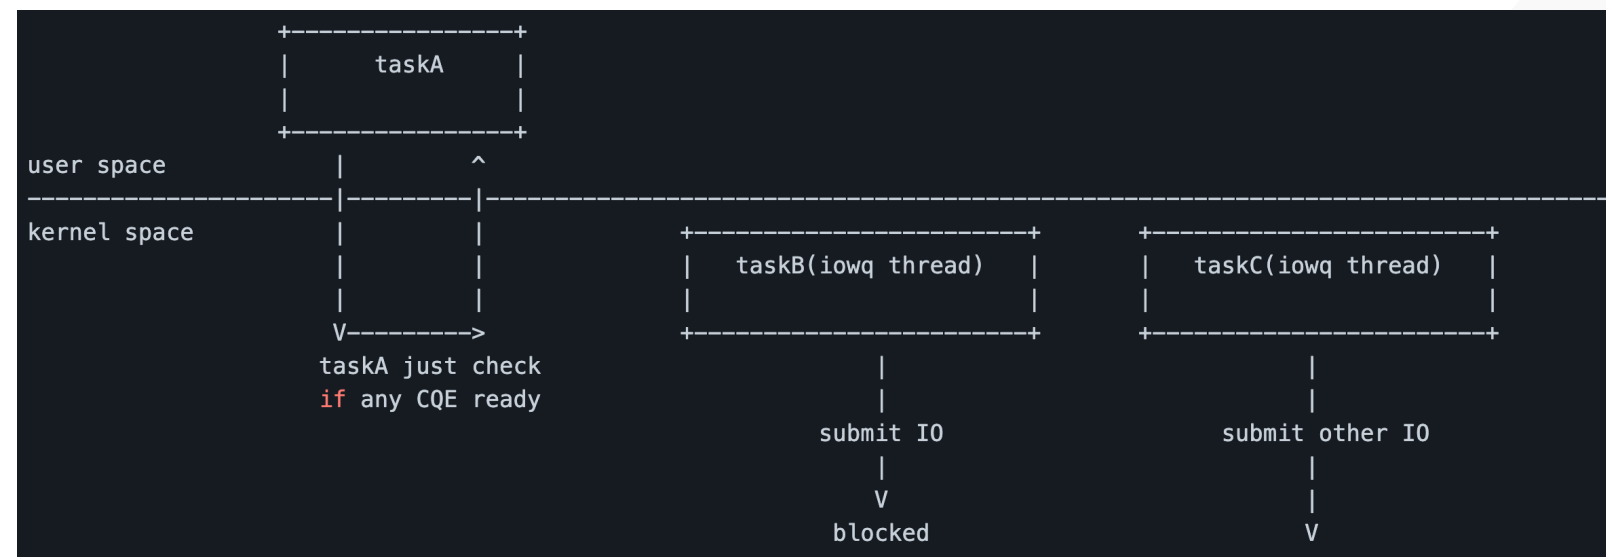 taskA
user space
kernel space
taskB(iowq thread) taskC(iowq thread)
V--------->
taskA just check
if any CQE ready
submit IO submit other IO
V
blocked V